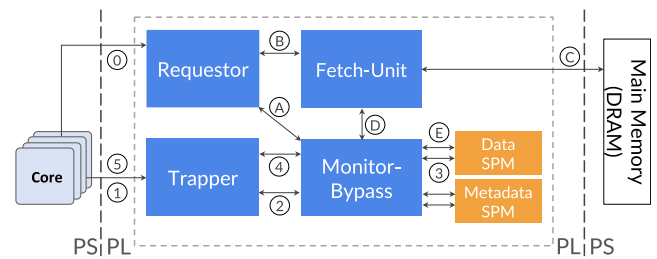 ⓪
Requestor
Ⓑ
Fetch-Unit
Ⓒ
Main Memory
(DRAM)
Ⓐ
Ⓓ
Core
⑤
①
Trapper
④
②
Monitor-
Bypass
Ⓔ
③
Data
SPM
Metadata
SPM
PS
PL
PL
PS